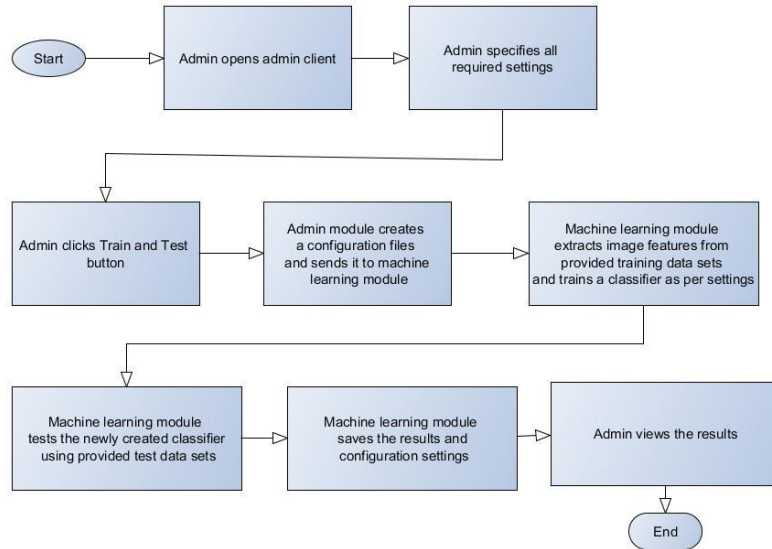 Start
Admin opens admin client
Admin specifies all
required settings
Admin clicks Train and Test
button
Admin module creates
a configuration files
and sends it to machine
learning module
Machine learning module
extracts image features from
provided training data sets
and trains a classifier as per settings
Machine learning module
tests the newly created classifier
using provided test data sets
Machine learning module
saves the results and
configuration settings
Admin views the results
End